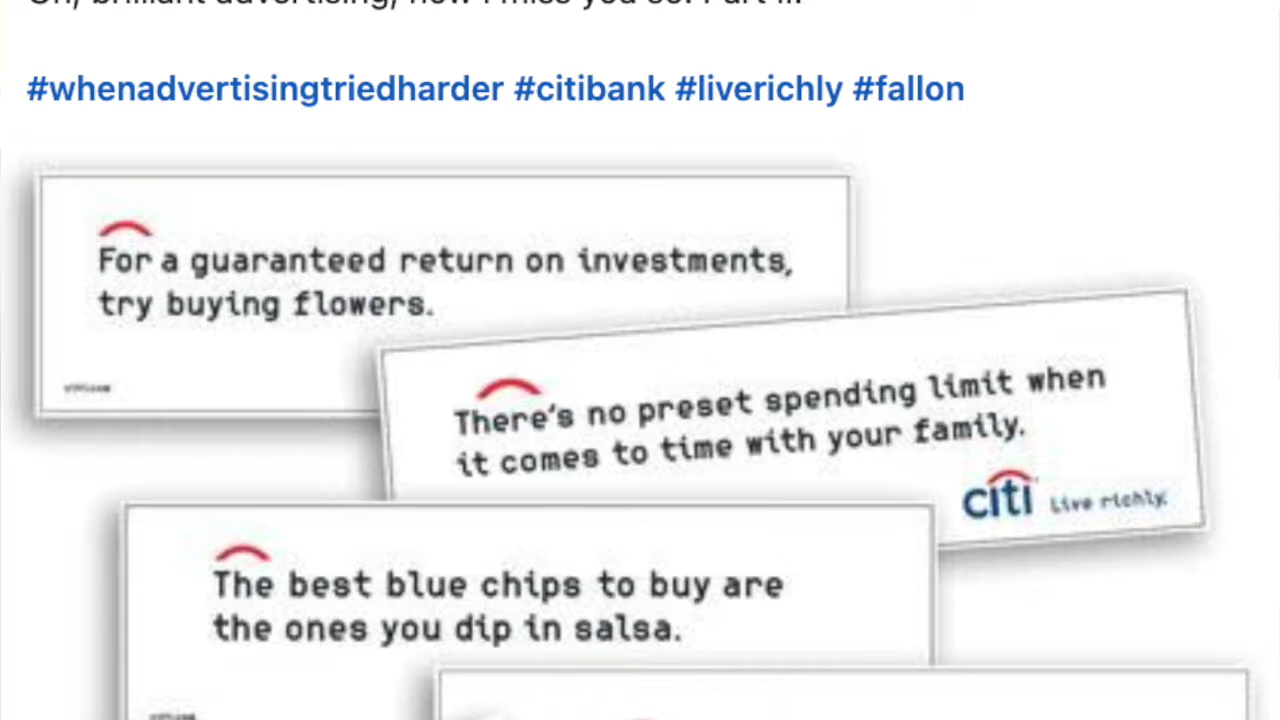 #whenadvertisingtriedharder #citibank #liverichly #fallon
For a guaranteed return on investments,
try buying flowers.
There's no preset spending limit when
it comes to time with your family.
citi Live richly.
The best blue chips to buy are
the ones you dip in salsa.